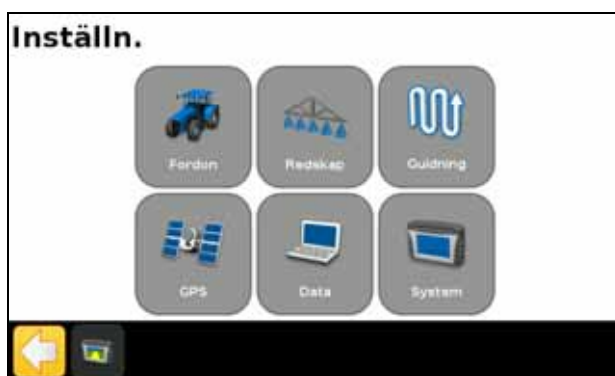 Inställn.
Fordon
Redskap
Guidning
GPS
Data
System